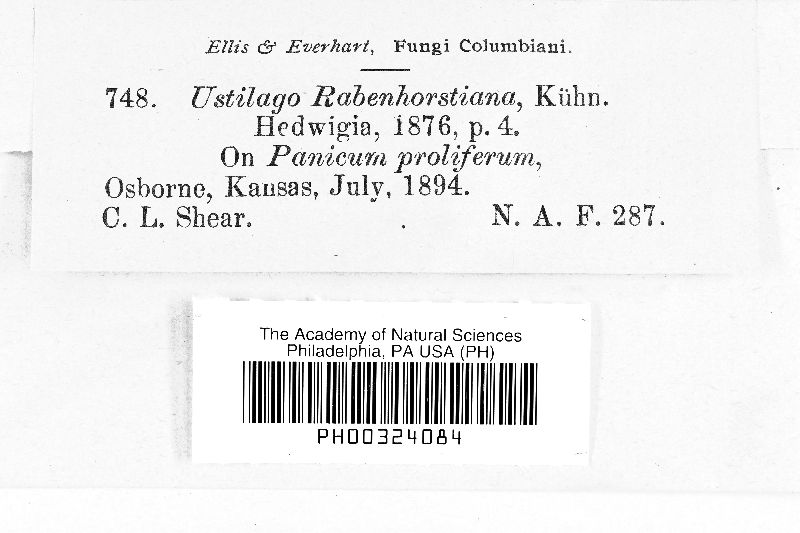 Ellis & Everhart, Fungi Columbiani.
748. Ustilago Rabenhorstiana, Kühn.
Hedwigia, 1876, p. 4.
On Panicum proliferum,
Osborne, Kansas, July, 1894.
C. L. Shear. N. A. F. 287.
The Academy of Natural Sciences
Philadelphia, PA USA (PH)
PH00324084